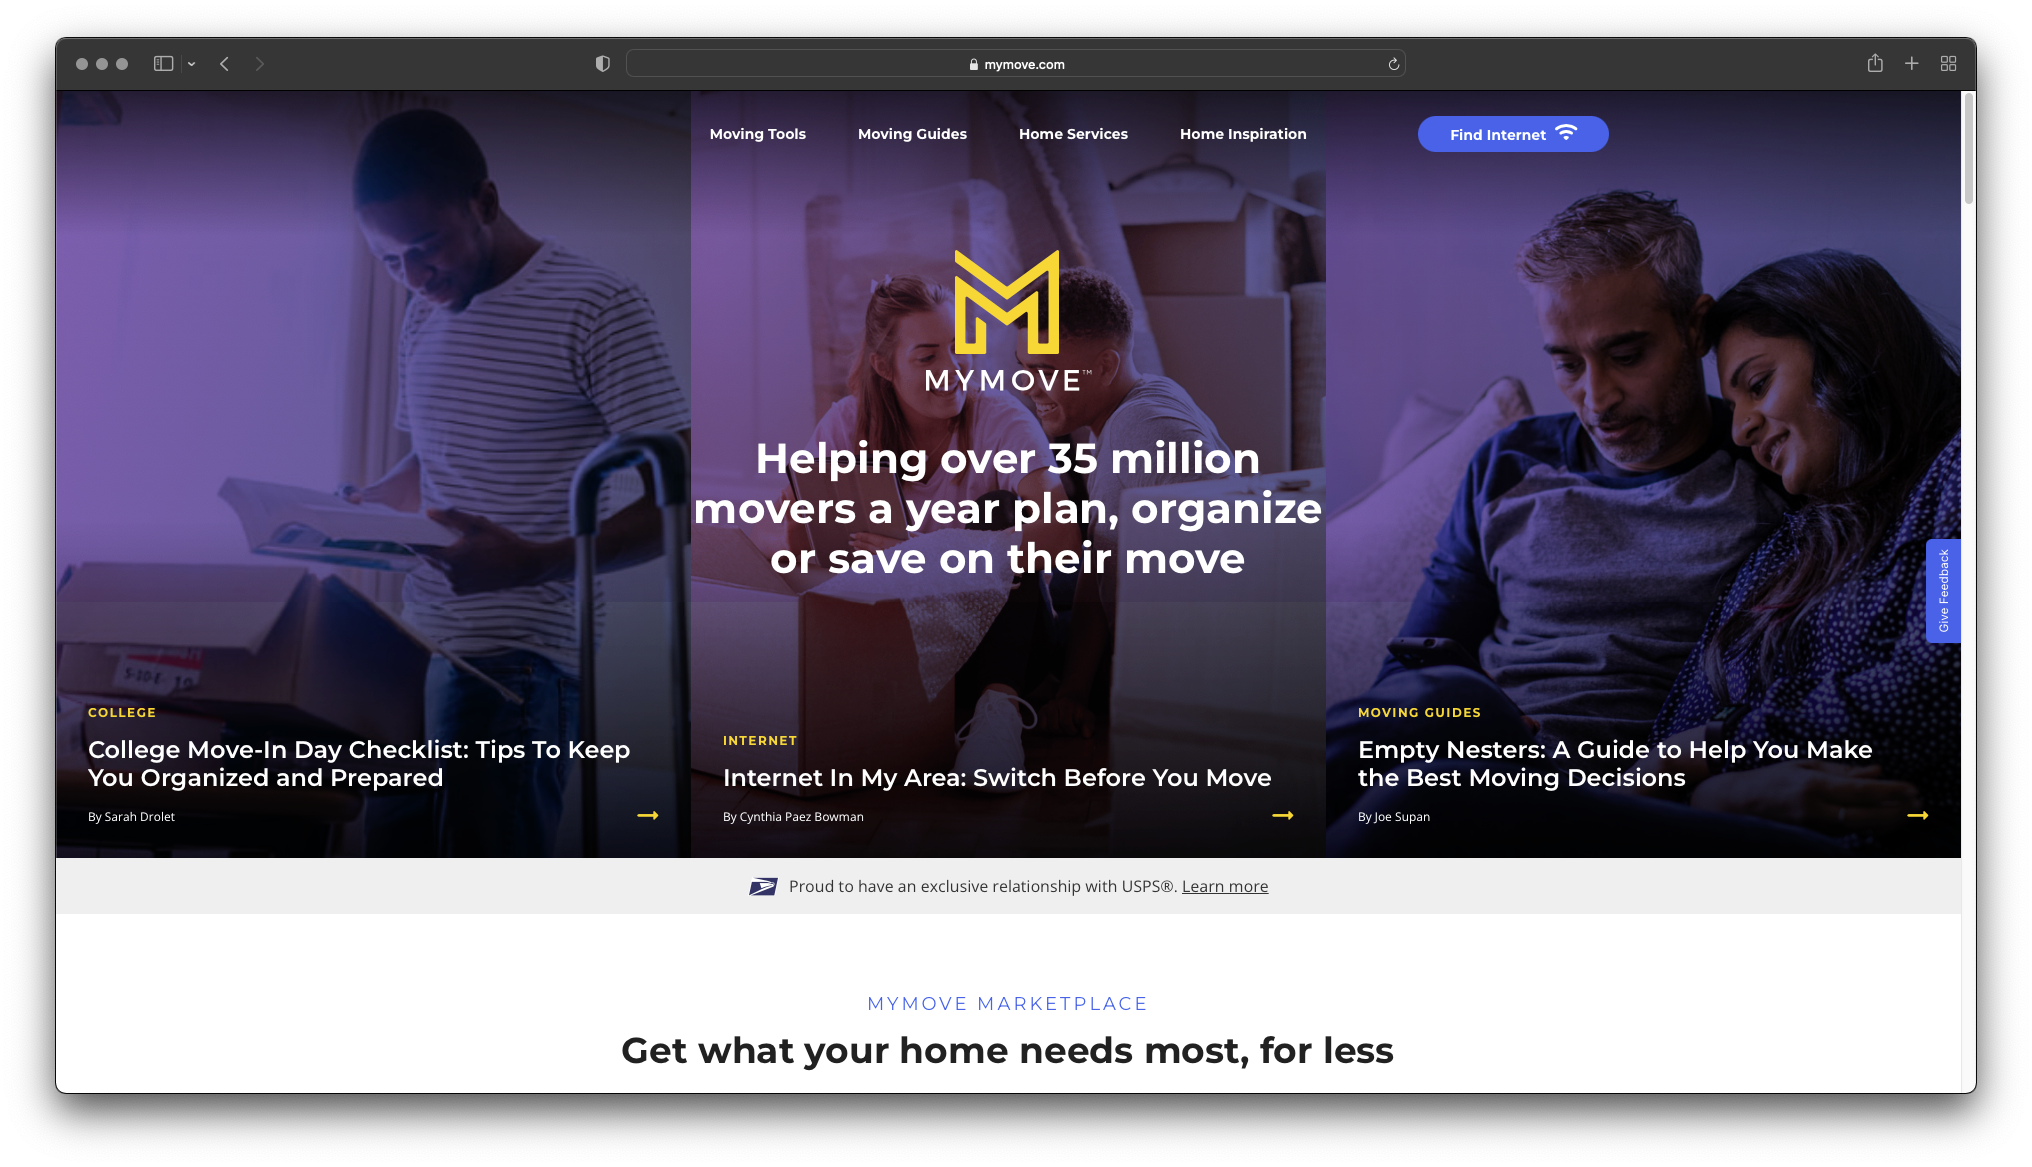 mymove.com
Moving Tools
Moving Guides
Home Services
Home Inspiration
Find Internet
MYMOVE™
Helping over 35 million
movers a year plan, organize
or save on their move
COLLEGE
College Move-In Day Checklist: Tips To Keep
You Organized and Prepared
By Sarah Drolet
INTERNET
Internet In My Area: Switch Before You Move
By Cynthia Paez Bowman
MOVING GUIDES
Empty Nesters: A Guide to Help You Make
the Best Moving Decisions
By Joe Supan
Give Feedback
Proud to have an exclusive relationship with USPS®. Learn more
MYMOVE MARKETPLACE
Get what your home needs most, for less